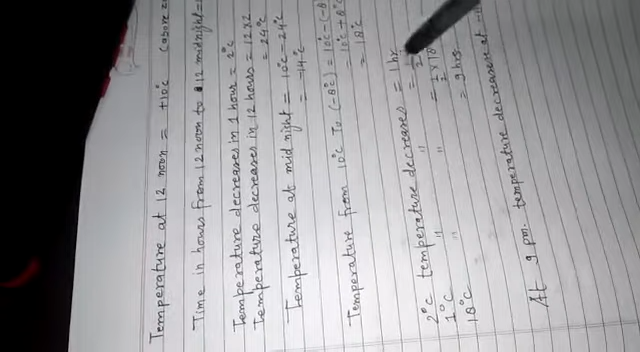 Temperature at 12 noon = +10°C (above ze
Time in hours from 12 noon to 12 midnight =
Temperature decreases in 1 hour = 2°C
Temperature decreases in 12 hours = 12×2
= 24°C
Temperature at mid night = 10°C - 24°C
= -14°C
Temperature from 10°C To (-8°C) = 10°C - (-8
= 10°C + 8°C
= 18°C
2°C temperature decreases = 1 hr
1°C " " = 1/2
18°C " " = 1/2 × 18
= 9 hrs
At 9 pm. temperature decreases at -